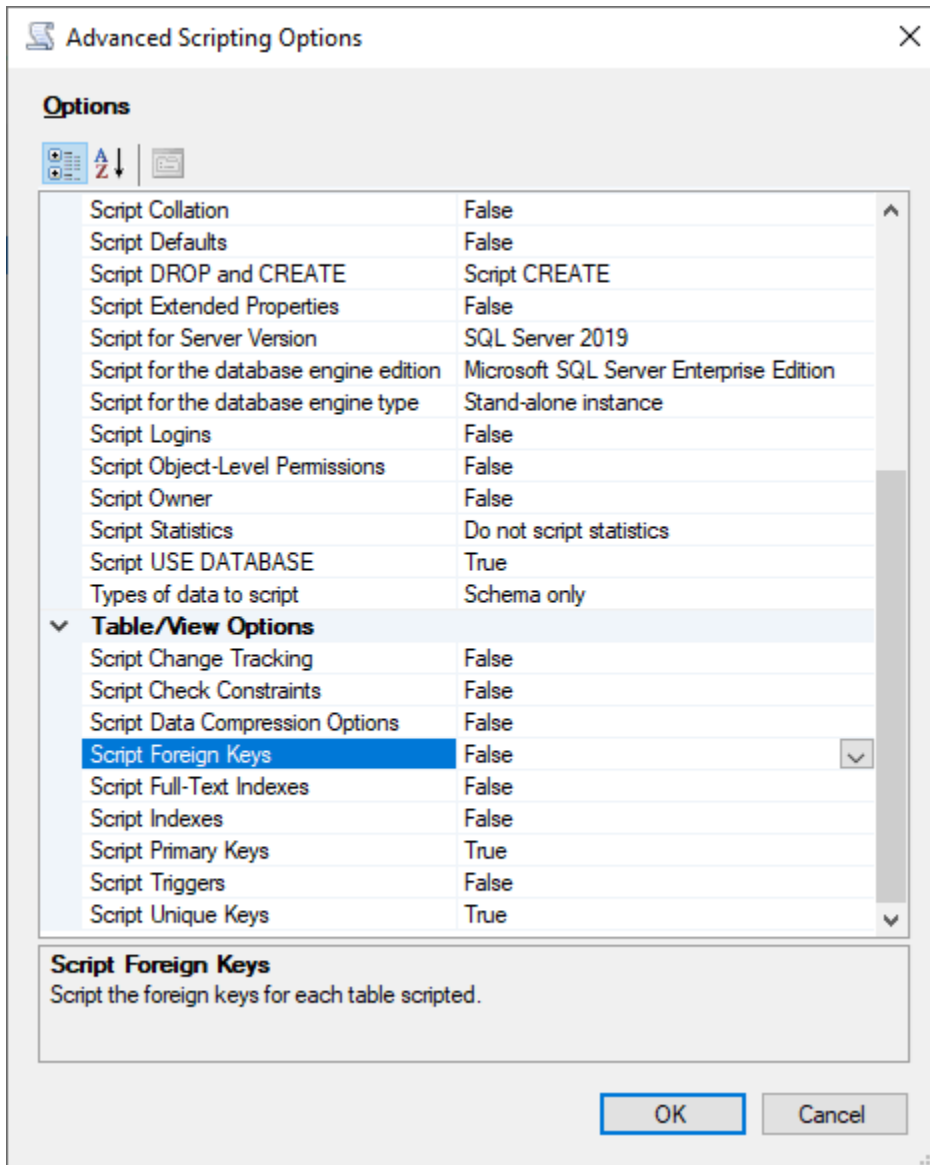 Advanced Scripting Options
Options
Script Collation False
Script Defaults False
Script DROP and CREATE Script CREATE
Script Extended Properties False
Script for Server Version SQL Server 2019
Script for the database engine edition Microsoft SQL Server Enterprise Edition
Script for the database engine type Stand-alone instance
Script Logins False
Script Object-Level Permissions False
Script Owner False
Script Statistics Do not script statistics
Script USE DATABASE True
Types of data to script Schema only
Table/View Options
Script Change Tracking False
Script Check Constraints False
Script Data Compression Options False
Script Foreign Keys False
Script Full-Text Indexes False
Script Indexes False
Script Primary Keys True
Script Triggers False
Script Unique Keys True
Script Foreign Keys
Script the foreign keys for each table scripted.
OK Cancel